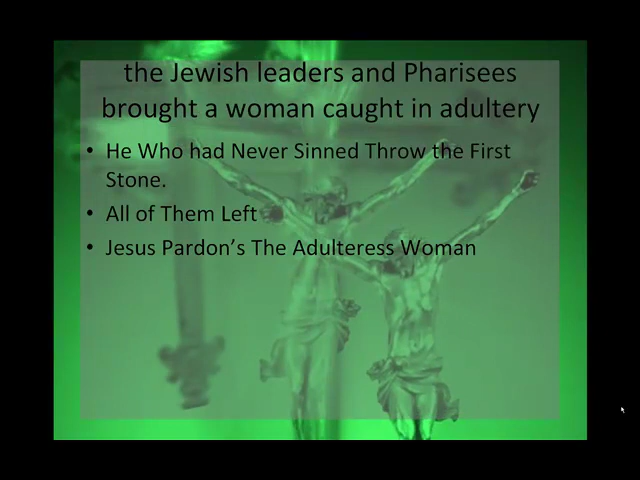 the Jewish leaders and Pharisees
brought a woman caught in adultery
• He Who had Never Sinned Throw the First
Stone.
• All of Them Left
• Jesus Pardon’s The Adulteress Woman